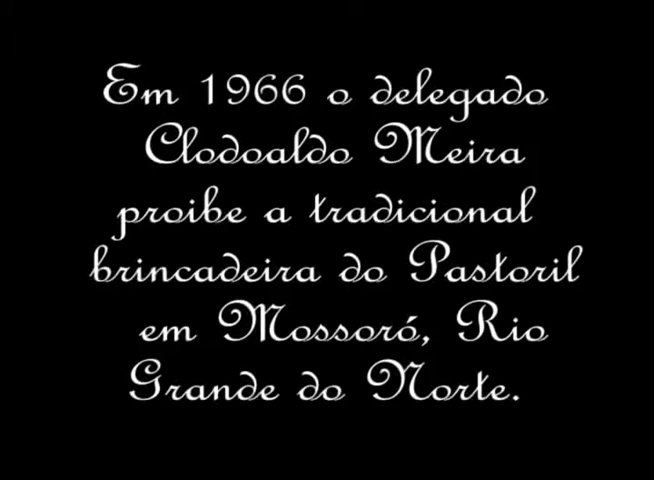 Em 1966 o delegado
Clodoaldo Meira
proibe a tradicional
brincadeira do Pastoril
em Mossoró, Rio
Grande do Norte.